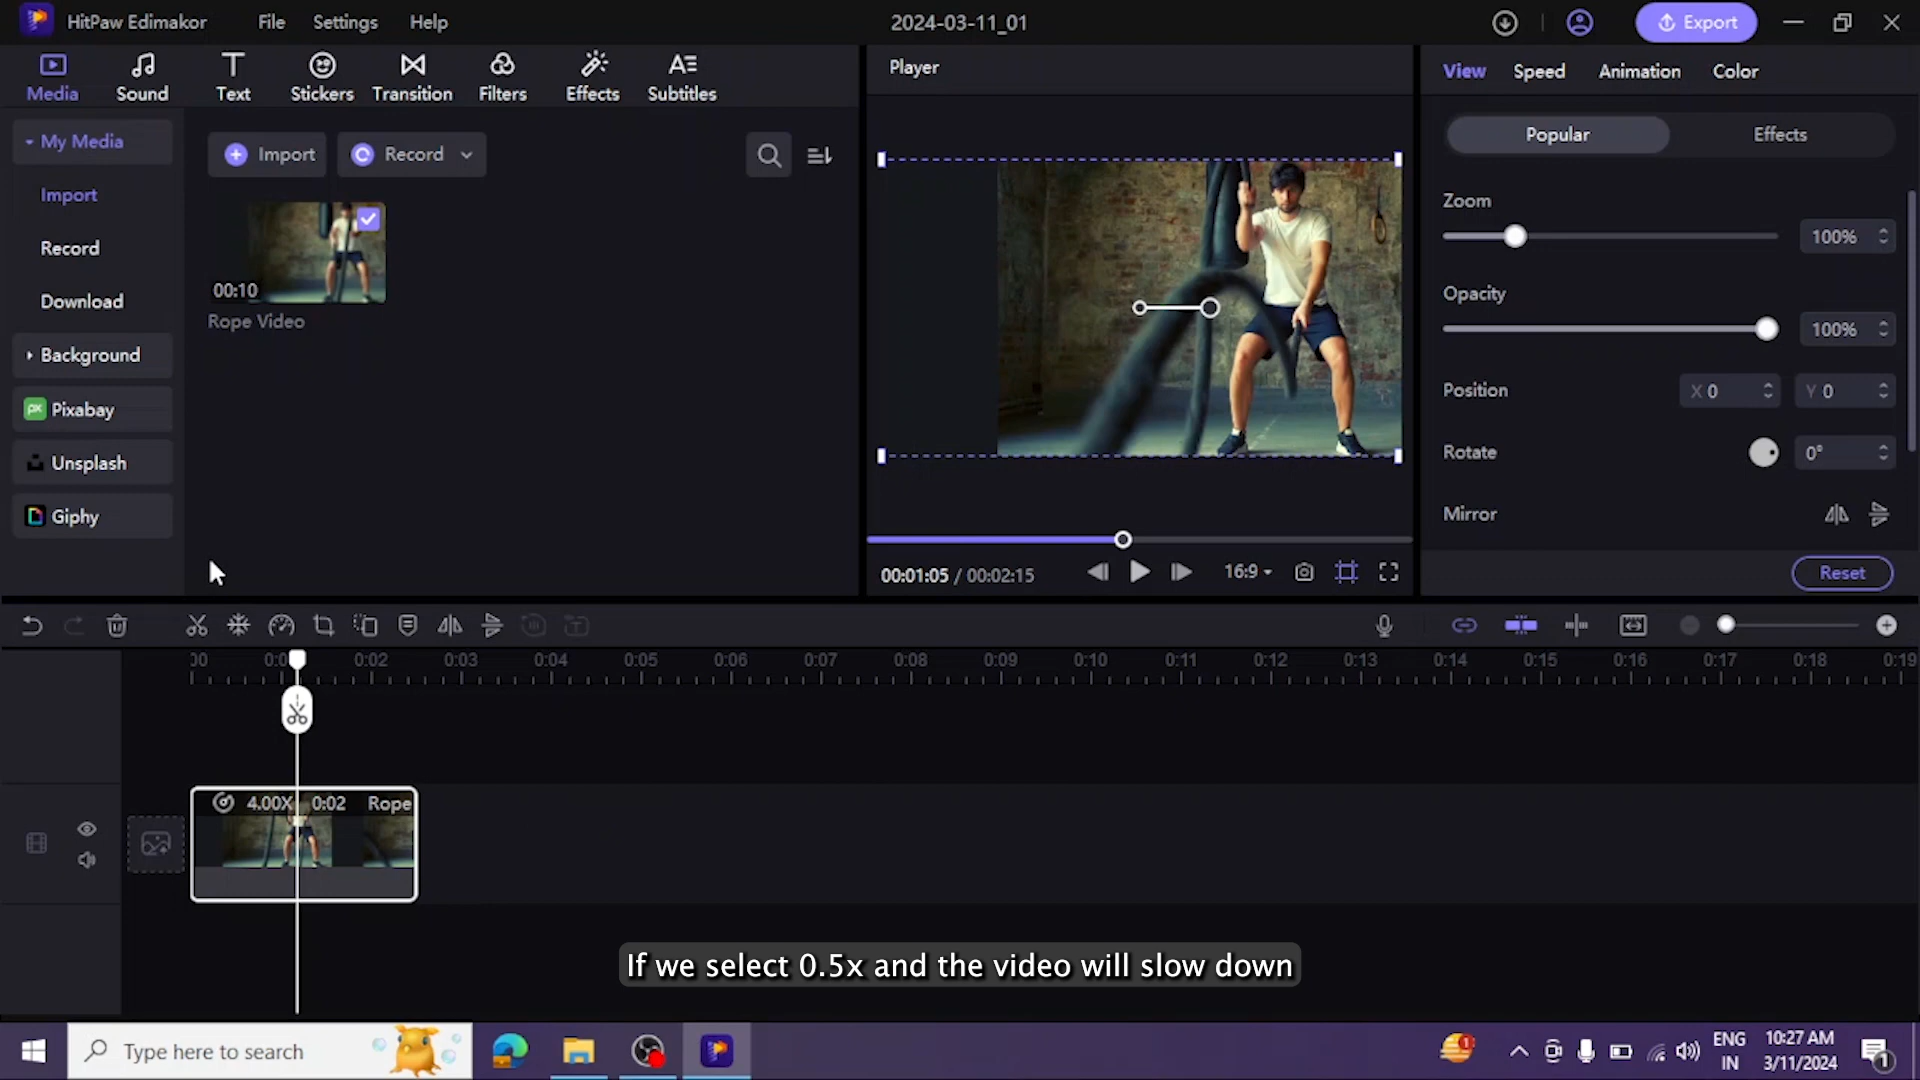 HitPaw Edimakor
File
Settings
Help
2024-03-11_01
Export
Media
Sound
Text
Stickers
Transition
Filters
Effects
Subtitles
Player
View
Speed
Animation
Color
My Media
Import
Record
Download
Background
Pixabay
Unsplash
Giphy
Import
Record
00:10
Rope Video
Popular
Effects
Zoom
100%
Opacity
100%
Position
X 0
Y 0
Rotate
0°
Mirror
00:01:05 / 00:02:15
16:9
Reset
0:02 0:03 0:04 0:05 0:06 0:07 0:08 0:09 0:10 0:11 0:12 0:13 0:14 0:15 0:16 0:17 0:18 0:19
4.00X 0:02 Rope
If we select 0.5x and the video will slow down
Type here to search
ENG
IN
10:27 AM
3/11/2024
1